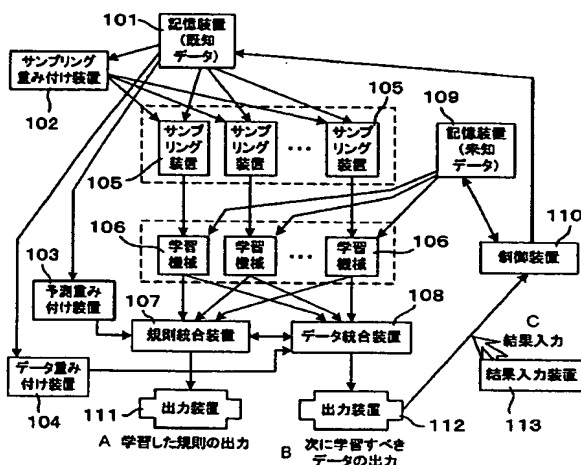 101
記憶装置
(既知
データ)
サンプリング
重み付け装置
102
105
109
記憶装置
(未知
データ)
サンプ
リング
装置
サンプ
リング
装置
...
サンプ
リング
装置
105
110
制御装置
106
学習
機械
学習
機械
...
学習
機械
106
103
予測重み
付け装置
107
規則統合装置
108
データ統合装置
C
結果入力
結果入力装置
113
データ重み
付け装置
104
111
出力装置
出力装置
112
A 学習した規則の出力
B 次に学習すべき
データの出力